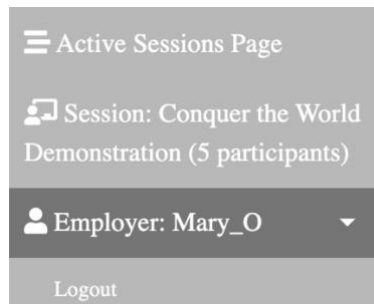 Active Sessions Page
Session: Conquer the World
Demonstration (5 participants)
Employer: Mary_O
Logout